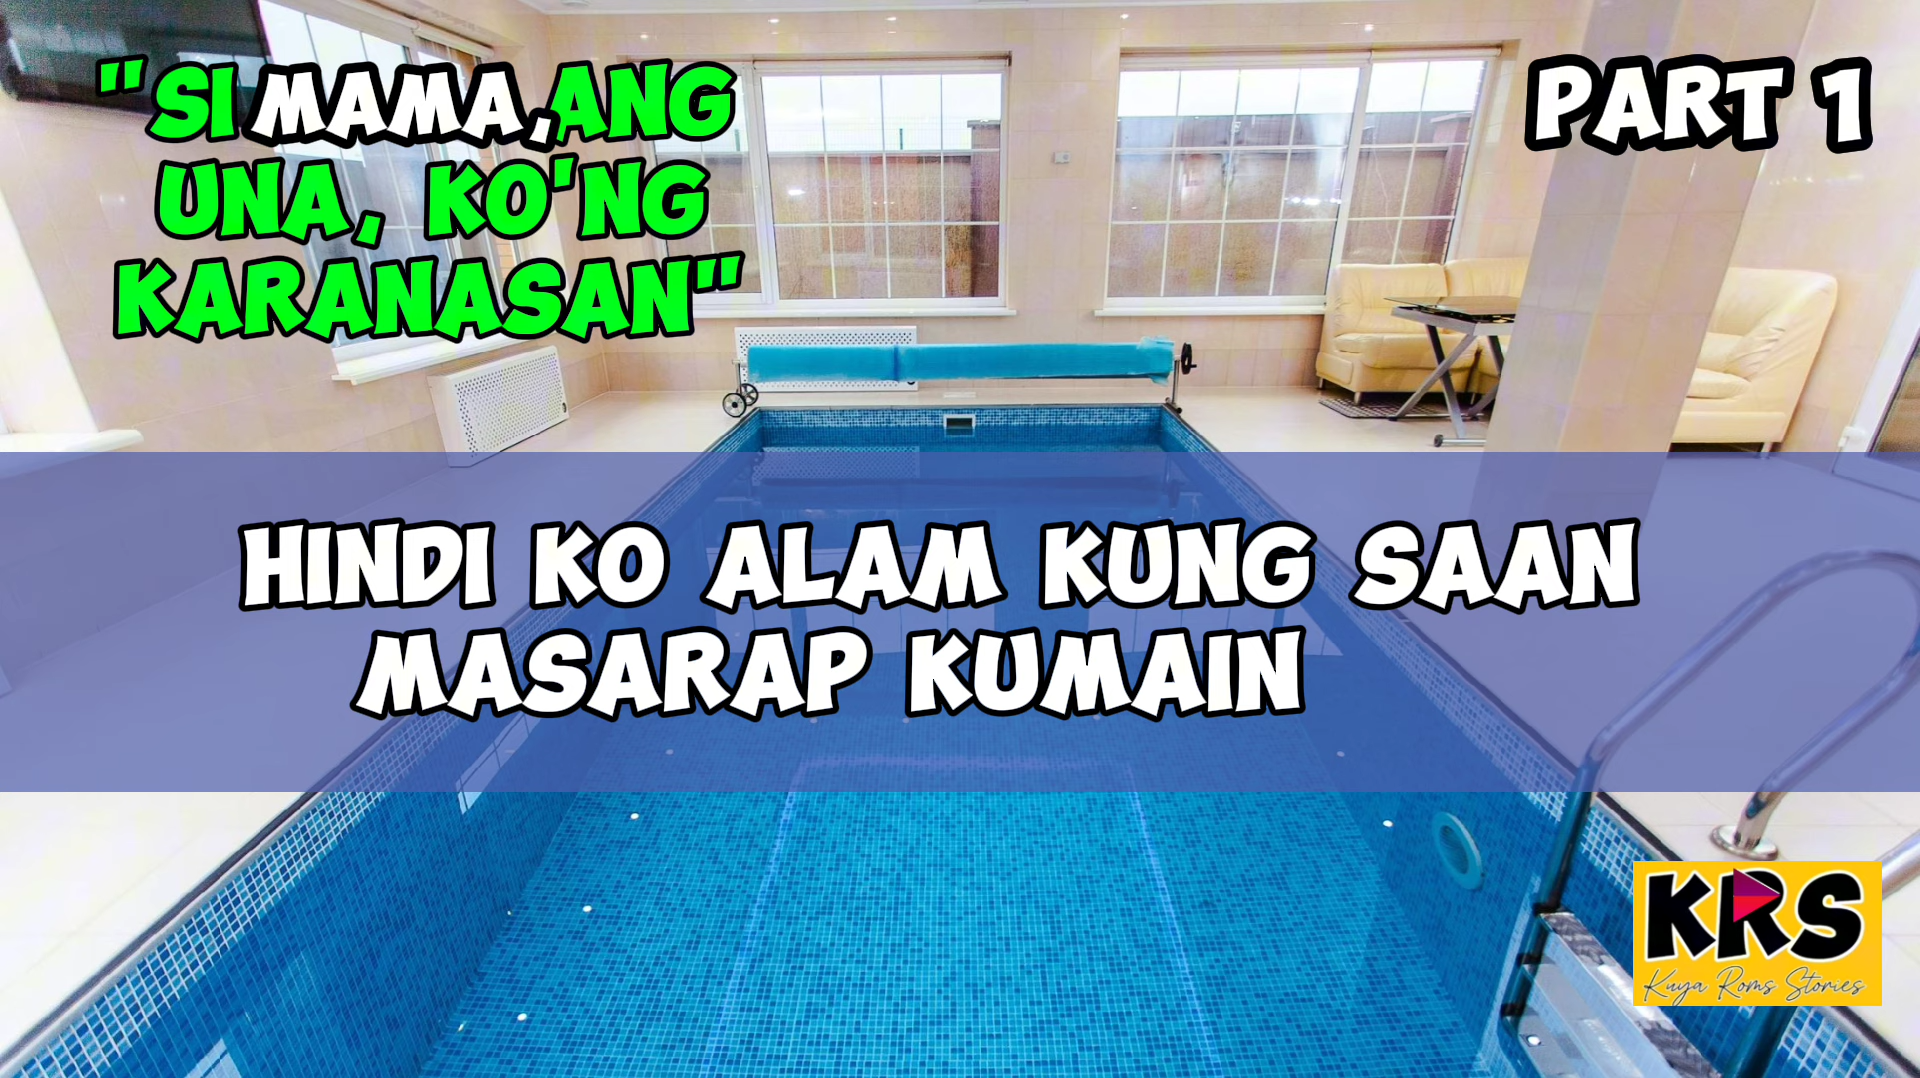 "SI MAMA, ANG
UNA, KO'NG
KARANASAN"
PART 1
HINDI KO ALAM KUNG SAAN
MASARAP KUMAIN
KRS
Kuya Roms Stories